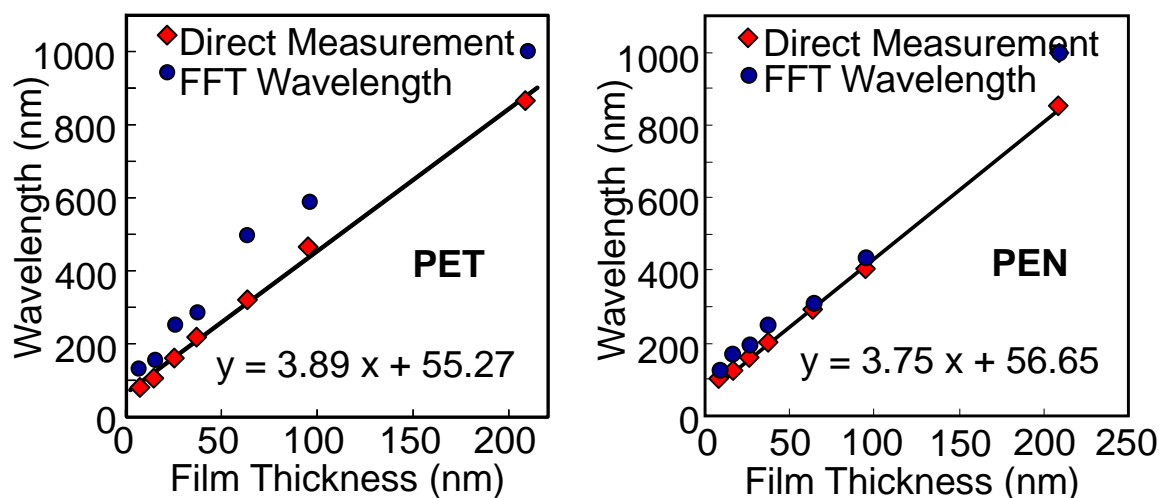 Direct Measurement
FFT Wavelength
1000
800
600
400
200
0
Wavelength (nm)
PET
y = 3.89 x + 55.27
0 50 100 150 200
Film Thickness (nm)
Direct Measurement
FFT Wavelength
1000
800
600
400
200
0
Wavelength (nm)
PEN
y = 3.75 x + 56.65
0 50 100 150 200 250
Film Thickness (nm)